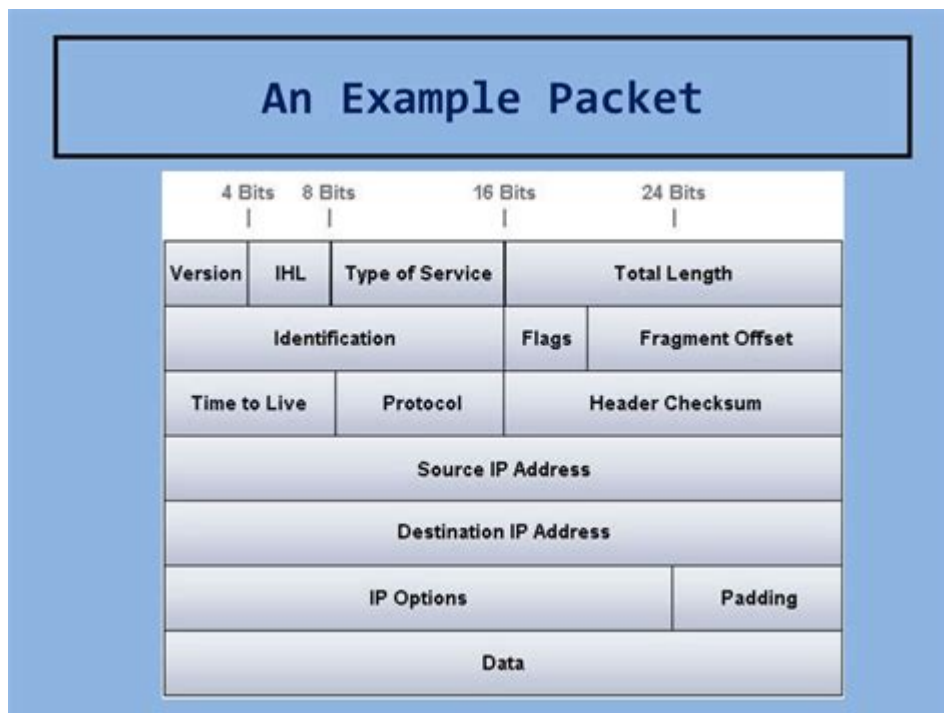 An Example Packet
4 Bits 8 Bits 16 Bits 24 Bits
Version IHL Type of Service Total Length
Identification Flags Fragment Offset
Time to Live Protocol Header Checksum
Source IP Address
Destination IP Address
IP Options Padding
Data